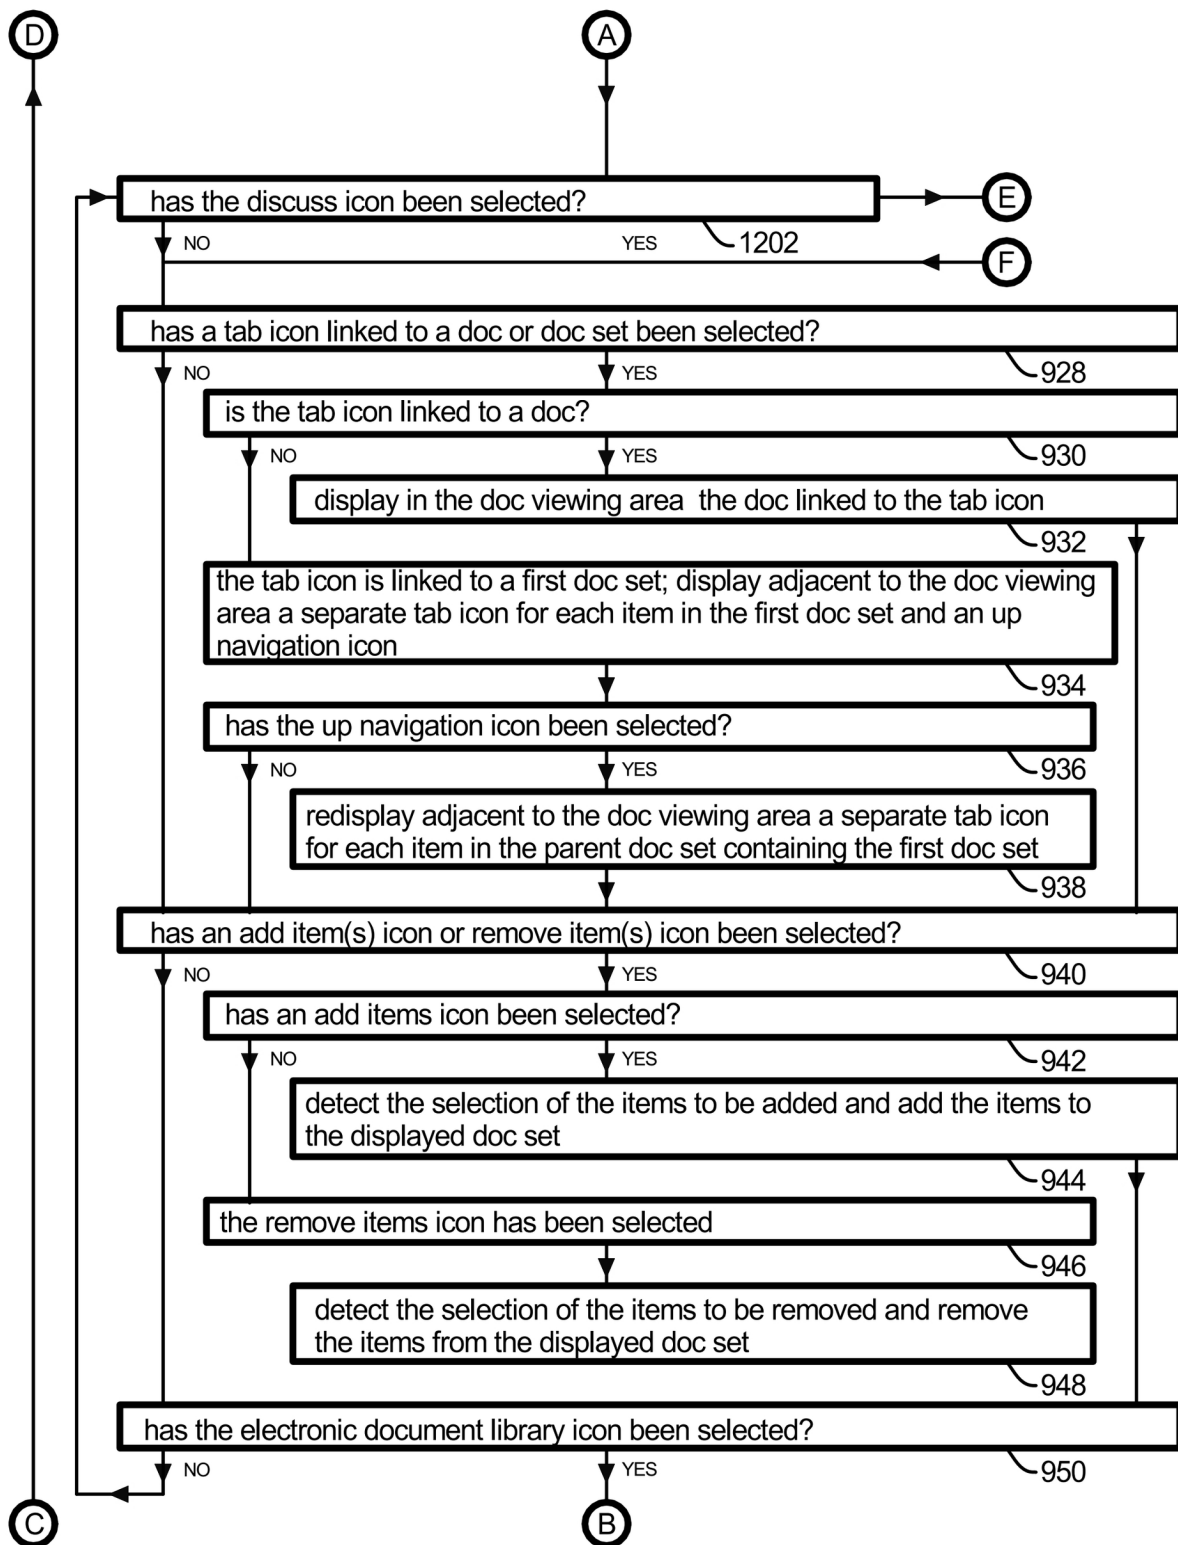 D
A
has the discuss icon been selected?
E
NO
YES
1202
F
has a tab icon linked to a doc or doc set been selected?
NO
YES
928
is the tab icon linked to a doc?
NO
YES
930
display in the doc viewing area  the doc linked to the tab icon
932
the tab icon is linked to a first doc set; display adjacent to the doc viewing
area a separate tab icon for each item in the first doc set and an up
navigation icon
934
has the up navigation icon been selected?
NO
YES
936
redisplay adjacent to the doc viewing area a separate tab icon
for each item in the parent doc set containing the first doc set
938
has an add item(s) icon or remove item(s) icon been selected?
NO
YES
940
has an add items icon been selected?
NO
YES
942
detect the selection of the items to be added and add the items to
the displayed doc set
944
the remove items icon has been selected
946
detect the selection of the items to be removed and remove
the items from the displayed doc set
948
has the electronic document library icon been selected?
NO
YES
950
C
B